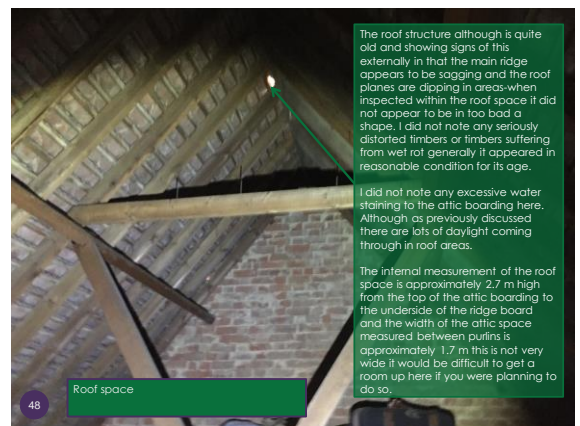 The roof structure although is quite
old and showing signs of this
externally in that the main ridge
appears to be sagging and the roof
planes are dipping in areas-when
inspected within the roof space it did
not appear to be in too bad a
shape. I did not note any seriously
distorted timbers or timbers suffering
from wet rot generally it appeared in
reasonable condition for its age.
I did not note any excessive water
staining to the attic boarding here.
Although as previously discussed
there are lots of daylight coming
through in roof areas.
The internal measurement of the roof
space is approximately 2.7 m high
from the top of the attic boarding to
the underside of the ridge board
and the width of the attic space
measured between purlins is
approximately 1.7 m this is not very
wide it would be difficult to get a
room up here if you were planning to
do so.
Roof space
48